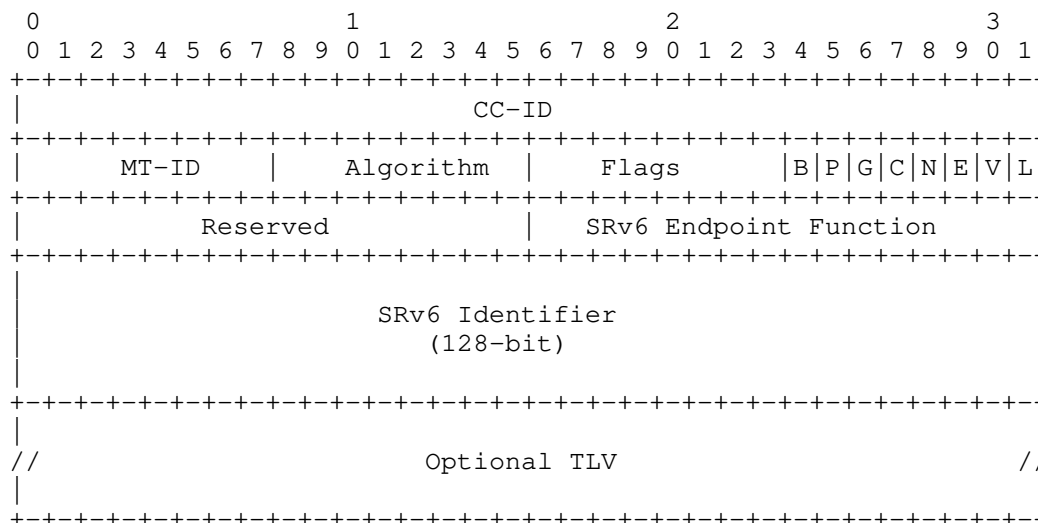 0                   1                   2                   3
 0 1 2 3 4 5 6 7 8 9 0 1 2 3 4 5 6 7 8 9 0 1 2 3 4 5 6 7 8 9 0 1
+-+-+-+-+-+-+-+-+-+-+-+-+-+-+-+-+-+-+-+-+-+-+-+-+-+-+-+-+-+-+-+-
|                            CC-ID
+-+-+-+-+-+-+-+-+-+-+-+-+-+-+-+-+-+-+-+-+-+-+-+-+-+-+-+-+-+-+-+-
|      MT-ID    |    Algorithm  |    Flags      |B|P|G|C|N|E|V|L
+-+-+-+-+-+-+-+-+-+-+-+-+-+-+-+-+-+-+-+-+-+-+-+-+-+-+-+-+-+-+-+-
|           Reserved            |   SRv6 Endpoint Function
+-+-+-+-+-+-+-+-+-+-+-+-+-+-+-+-+-+-+-+-+-+-+-+-+-+-+-+-+-+-+-+-
|
|                      SRv6 Identifier
|                         (128-bit)
|
+-+-+-+-+-+-+-+-+-+-+-+-+-+-+-+-+-+-+-+-+-+-+-+-+-+-+-+-+-+-+-+-
|
//                        Optional TLV                         //
|
+-+-+-+-+-+-+-+-+-+-+-+-+-+-+-+-+-+-+-+-+-+-+-+-+-+-+-+-+-+-+-+-